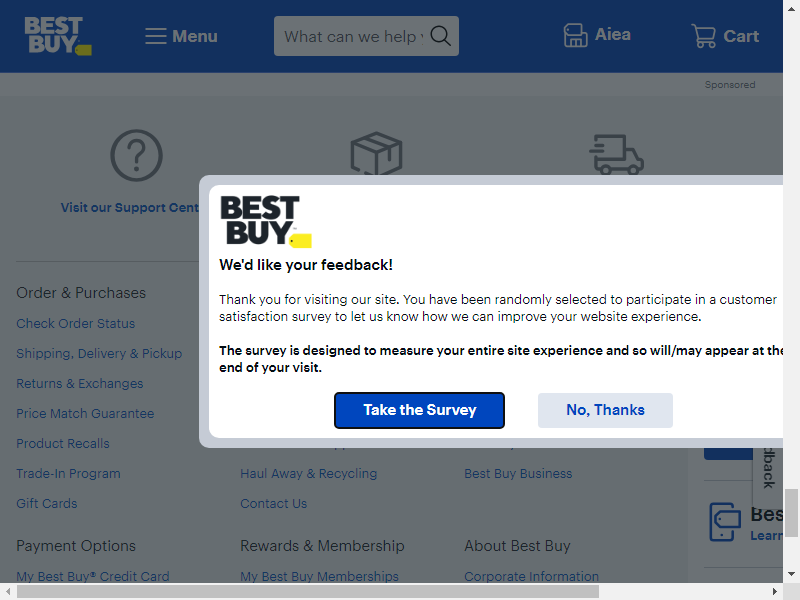 BEST BUY
Menu
What can we help
Aiea
Cart
Sponsored
Visit our Support Cent
BEST BUY
We'd like your feedback!
Thank you for visiting our site. You have been randomly selected to participate in a customer
satisfaction survey to let us know how we can improve your website experience.
The survey is designed to measure your entire site experience and so will/may appear at the
end of your visit.
Take the Survey
No, Thanks
Order & Purchases
Check Order Status
Shipping, Delivery & Pickup
Returns & Exchanges
Price Match Guarantee
Product Recalls
Trade-In Program
Haul Away & Recycling
Best Buy Business
Gift Cards
Contact Us
dback
Bes
Learn
Payment Options
Rewards & Membership
About Best Buy
My Best Buy® Credit Card
My Best Buy Memberships
Corporate Information